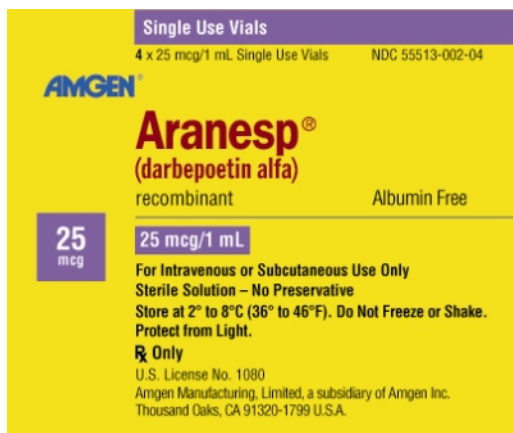 Single Use Vials
4 x 25 mcg/1 mL Single Use Vials NDC 55513-002-04
AMGEN®
Aranesp®
(darbepoetin alfa)
recombinant Albumin Free
25
mcg
25 mcg/1 mL
For Intravenous or Subcutaneous Use Only
Sterile Solution – No Preservative
Store at 2° to 8°C (36° to 46°F). Do Not Freeze or Shake.
Protect from Light.
℞ Only
U.S. License No. 1080
Amgen Manufacturing, Limited, a subsidiary of Amgen Inc.
Thousand Oaks, CA 91320-1799 U.S.A.